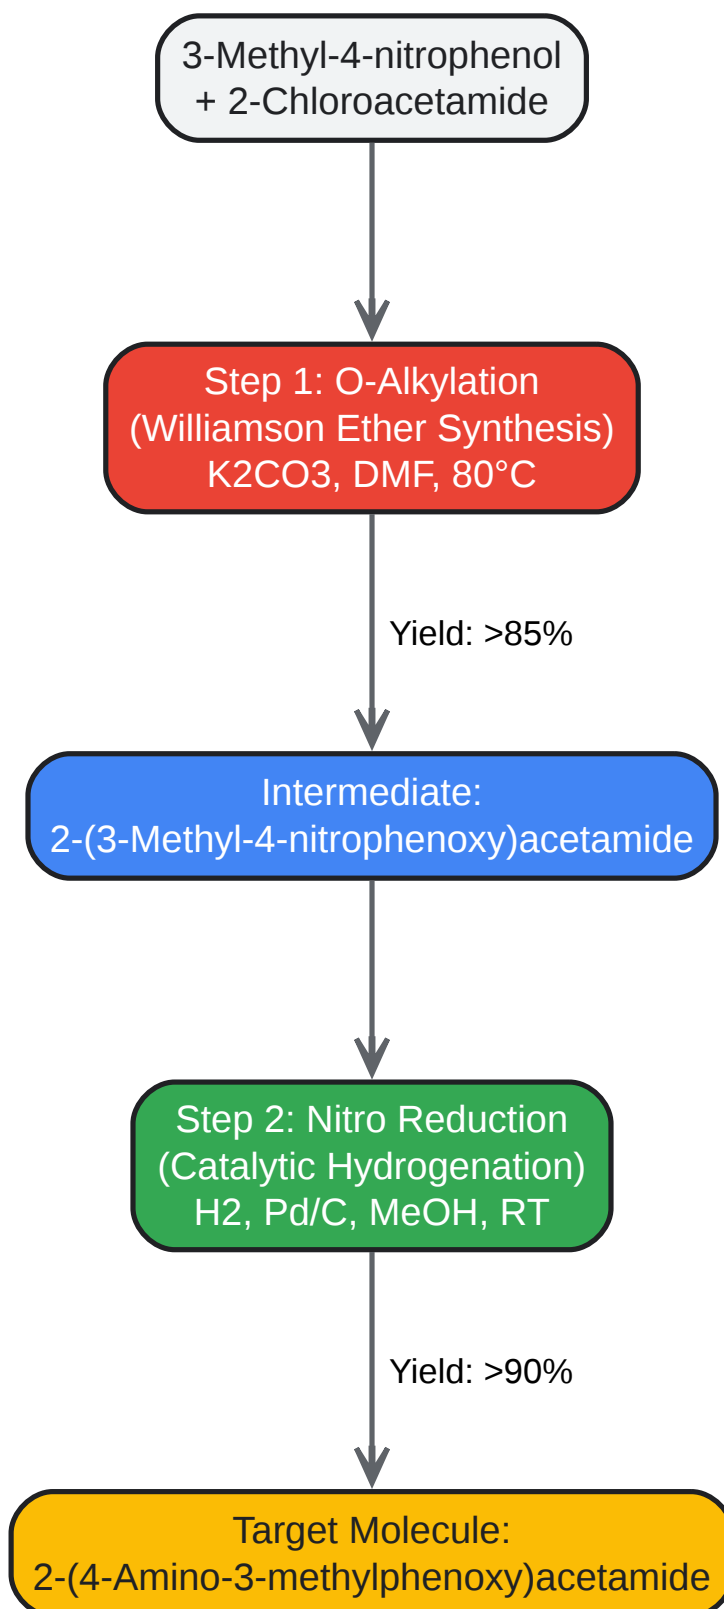 3-Methyl-4-nitrophenol
+ 2-Chloroacetamide
Step 1: O-Alkylation
(Williamson Ether Synthesis)
K2CO3, DMF, 80°C
Yield: >85%
Intermediate:
2-(3-Methyl-4-nitrophenoxy)acetamide
Step 2: Nitro Reduction
(Catalytic Hydrogenation)
H2, Pd/C, MeOH, RT
Yield: >90%
Target Molecule:
2-(4-Amino-3-methylphenoxy)acetamide